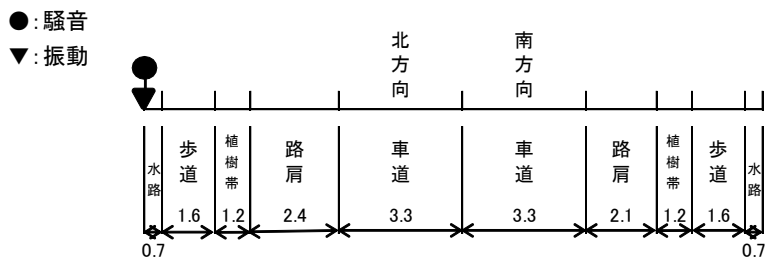 ●:騒音
▼:振動
北方向
南方向
水路
歩道
植樹帯
路肩
車道
車道
路肩
植樹帯
歩道
水路
1.6
1.2
2.4
3.3
3.3
2.1
1.2
1.6
0.7
0.7